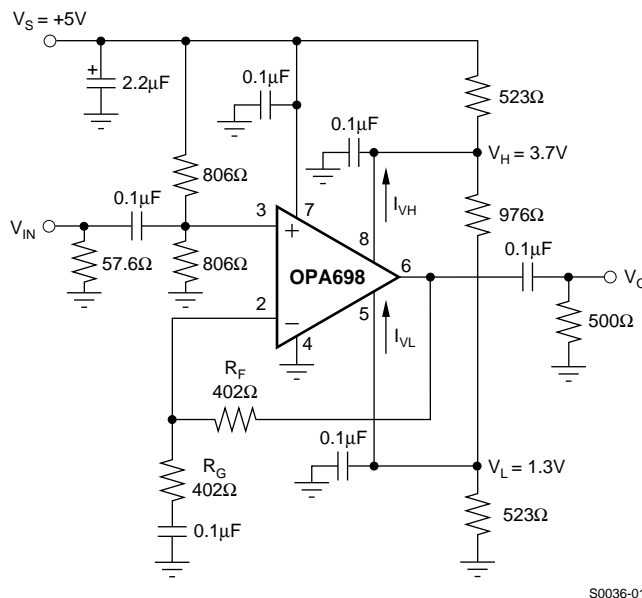 V_S = +5V
2.2μF
0.1μF
523Ω
0.1μF
V_H = 3.7V
806Ω
I_VH
976Ω
0.1μF
V_IN
3
7
8
0.1μF
+
57.6Ω
806Ω
OPA698
6
V_O
2
−
5
I_VL
500Ω
4
R_F
402Ω
0.1μF
V_L = 1.3V
R_G
402Ω
523Ω
0.1μF
S0036-01